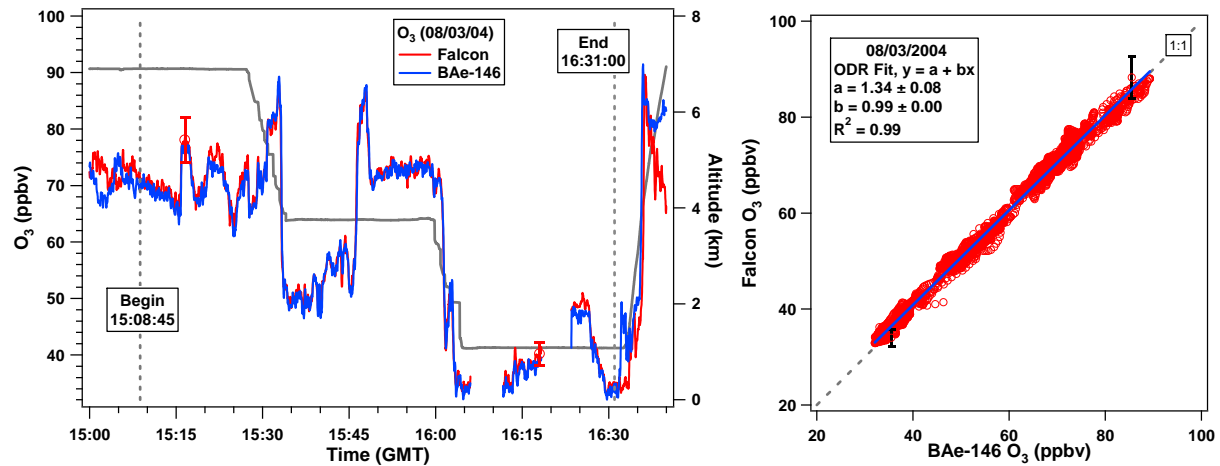 100
90
80
70
60
50
40
O3 (ppbv)
15:00
15:15
15:30
15:45
16:00
16:15
16:30
Time (GMT)
8
6
4
2
0
Altitude (km)
O3 (08/03/04)
Falcon
BAe-146
Begin
15:08:45
End
16:31:00
100
80
60
40
20
Falcon O3 (ppbv)
20
40
60
80
100
BAe-146 O3 (ppbv)
08/03/2004
ODR Fit, y = a + bx
a = 1.34 ± 0.08
b = 0.99 ± 0.00
R² = 0.99
1:1